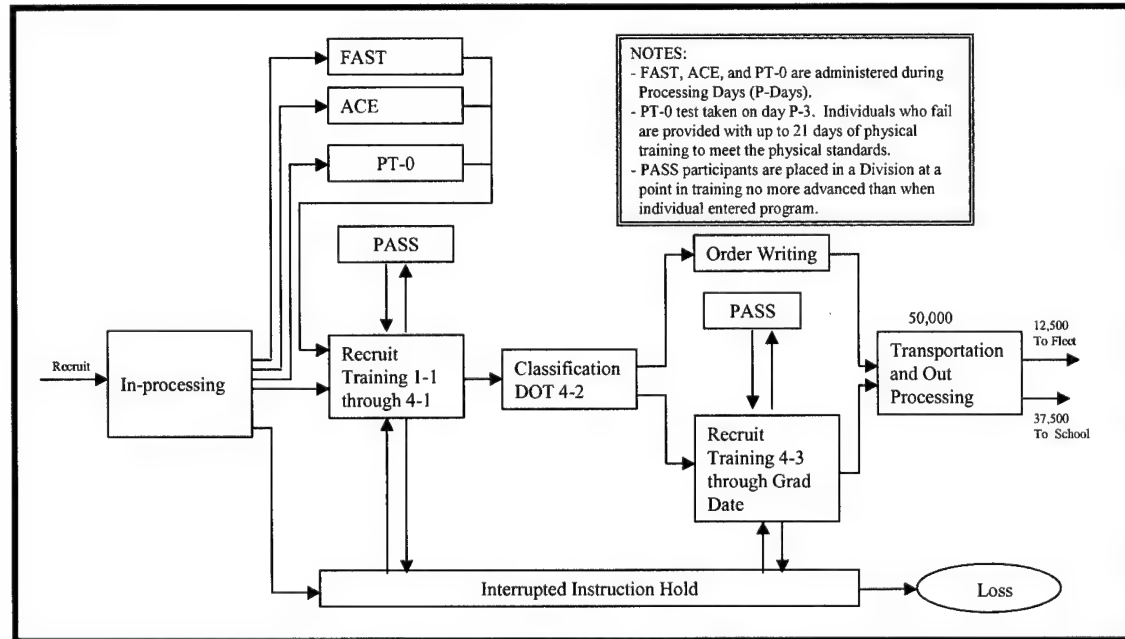 FAST
ACE
PT-0
NOTES:
- FAST, ACE, and PT-0 are administered during
Processing Days (P-Days).
- PT-0 test taken on day P-3. Individuals who fail
are provided with up to 21 days of physical
training to meet the physical standards.
- PASS participants are placed in a Division at a
point in training no more advanced than when
individual entered program.
PASS
Order Writing
PASS
Recruit
In-processing
Recruit
Training 1-1
through 4-1
Classification
DOT 4-2
Recruit
Training 4-3
through Grad
Date
50,000
Transportation
and Out
Processing
12,500
To Fleet
37,500
To School
Interrupted Instruction Hold
Loss